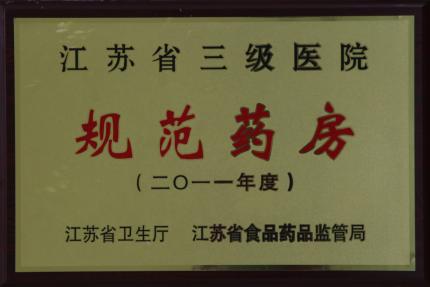 江苏省三级医院
规范药房
(二〇一一年度)
江苏省卫生厅 江苏省食品药品监管局